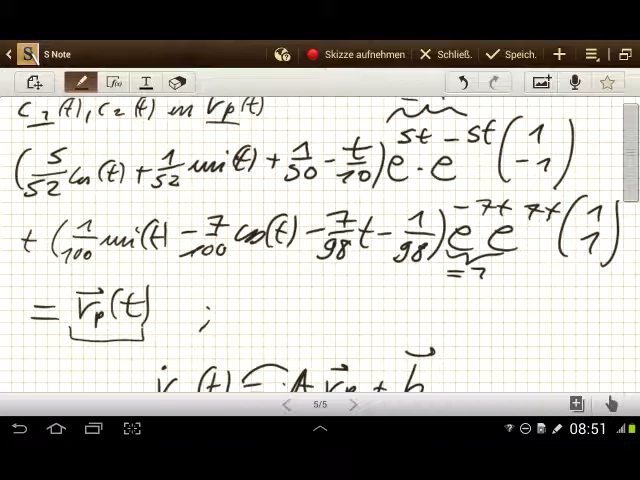 S Note
Skizze aufnehmen
Schließ.
Speich.
f(x)
T
c₁(t), c₂(t) in r⃗p(t)
(5/52 cos(t) + 1/52 sin(t) + 1/50 - t/10) e^{5t} · e^{-5t} (1 -1)
+ (1/100 sin(t) - 7/100 cos(t) - 7/98 t - 1/98) e^{-7t} e^{7t} (1 1)
= 1
= r⃗p(t) ;
ṙp(t) = A r⃗p + b⃗
5/5
08:51